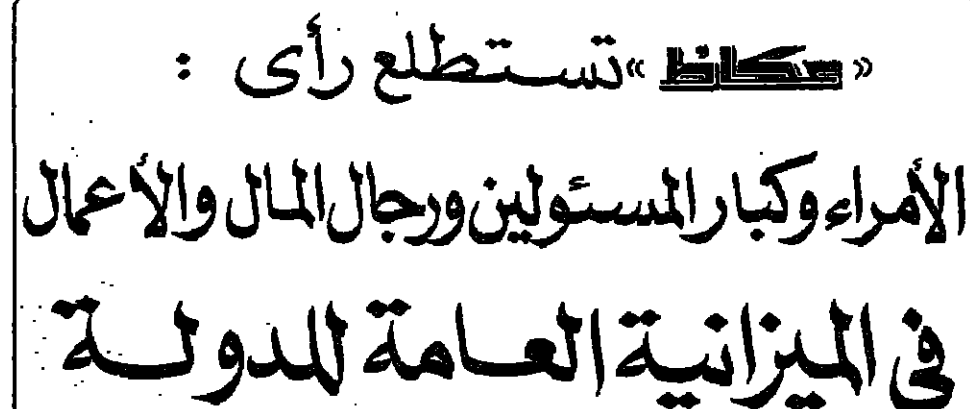 «عكاظ» تستطلع رأى :
الأمراء وكبار المسئولين ورجال المال والأعمال
فى الميزانية العامة للدولة